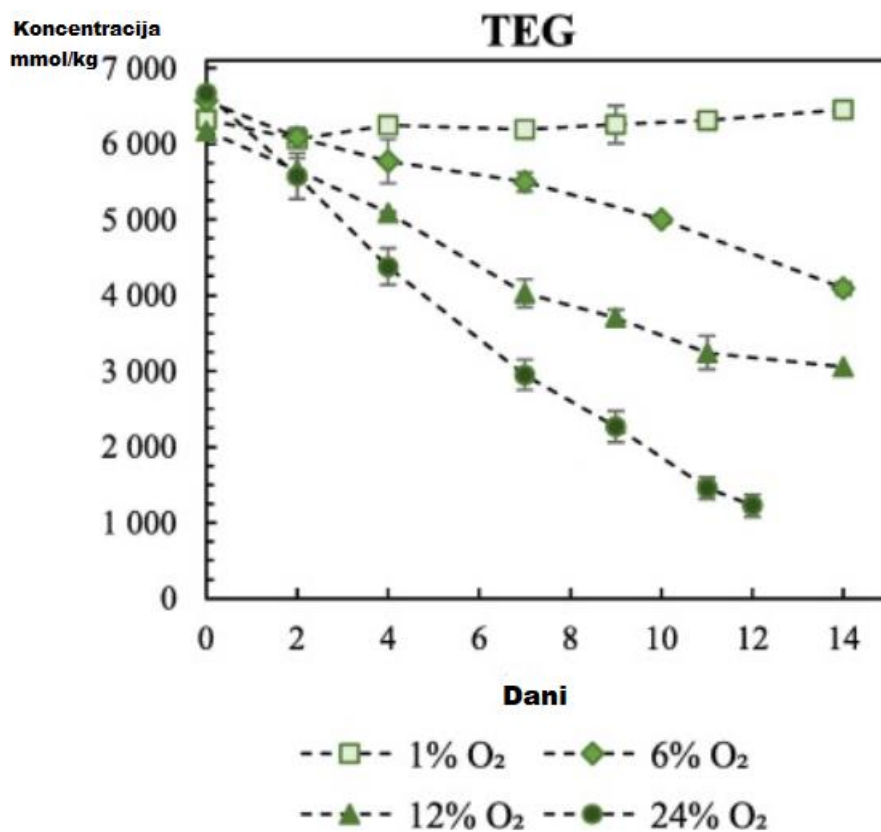 Koncentracija
mmol/kg
TEG
7 000
6 000
5 000
4 000
3 000
2 000
1 000
0
0 2 4 6 8 10 12 14
Dani
1% O₂ 6% O₂
12% O₂ 24% O₂